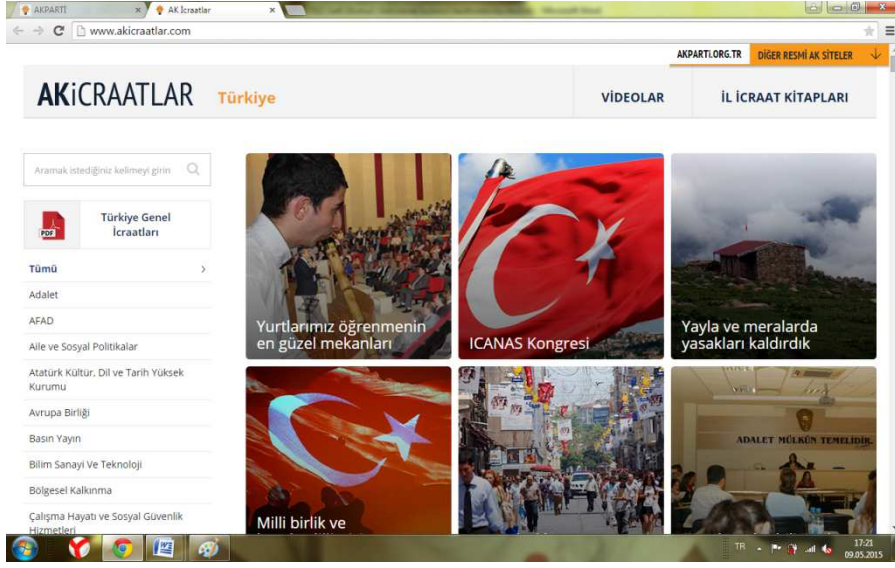 AKPARTİ
AK İcraatlar
www.akicraatlar.com
AKPARTi.ORG.TR
DİĞER RESMİ AK SİTELER
AKİCRAATLAR Türkiye
VİDEOLAR
İL İCRAAT KİTAPLARI
Aramak istediğiniz kelimeyi girin
PDF
Türkiye Genel
İcraatları
Tümü
Adalet
AFAD
Aile ve Sosyal Politikalar
Atatürk Kültür, Dil ve Tarih Yüksek
Kurumu
Avrupa Birliği
Basın Yayın
Bilim Sanayi Ve Teknoloji
Bölgesel Kalkınma
Çalışma Hayatı ve Sosyal Güvenlik
Hizmetleri
Yurtlarımız öğrenmenin
en güzel mekanları
ICANAS Kongresi
Yayla ve meralarda
yasakları kaldırdık
Milli birlik ve
ADALET MÜLKÜN TEMELİDİR.
TR
17:21
09.05.2015